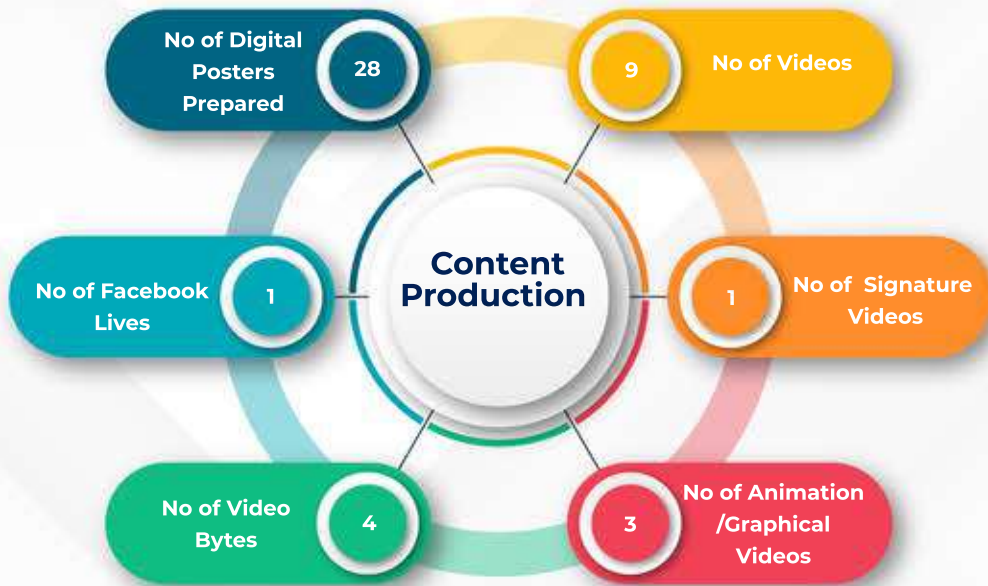 No of Digital
Posters
Prepared
28
9
No of Videos
Content
Production
No of Facebook
Lives
1
1
No of Signature
Videos
No of Video
Bytes
4
3
No of Animation
/Graphical
Videos